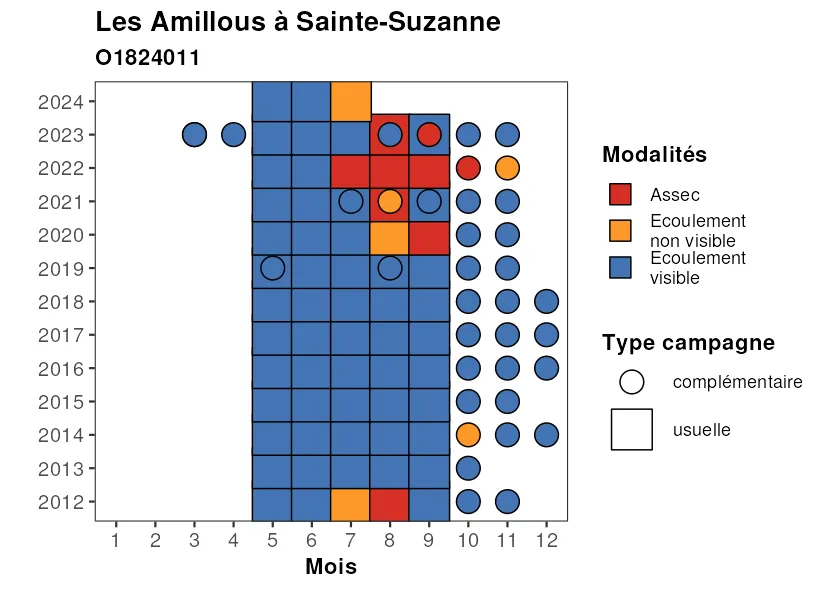 Les Amillous à Sainte-Suzanne
O1824011
2024
2023
2022
2021
2020
2019
2018
2017
2016
2015
2014
2013
2012
1 2 3 4 5 6 7 8 9 10 11 12
Mois
Modalités
Assec
Ecoulement
non visible
Ecoulement
visible
Type campagne
complémentaire
usuelle